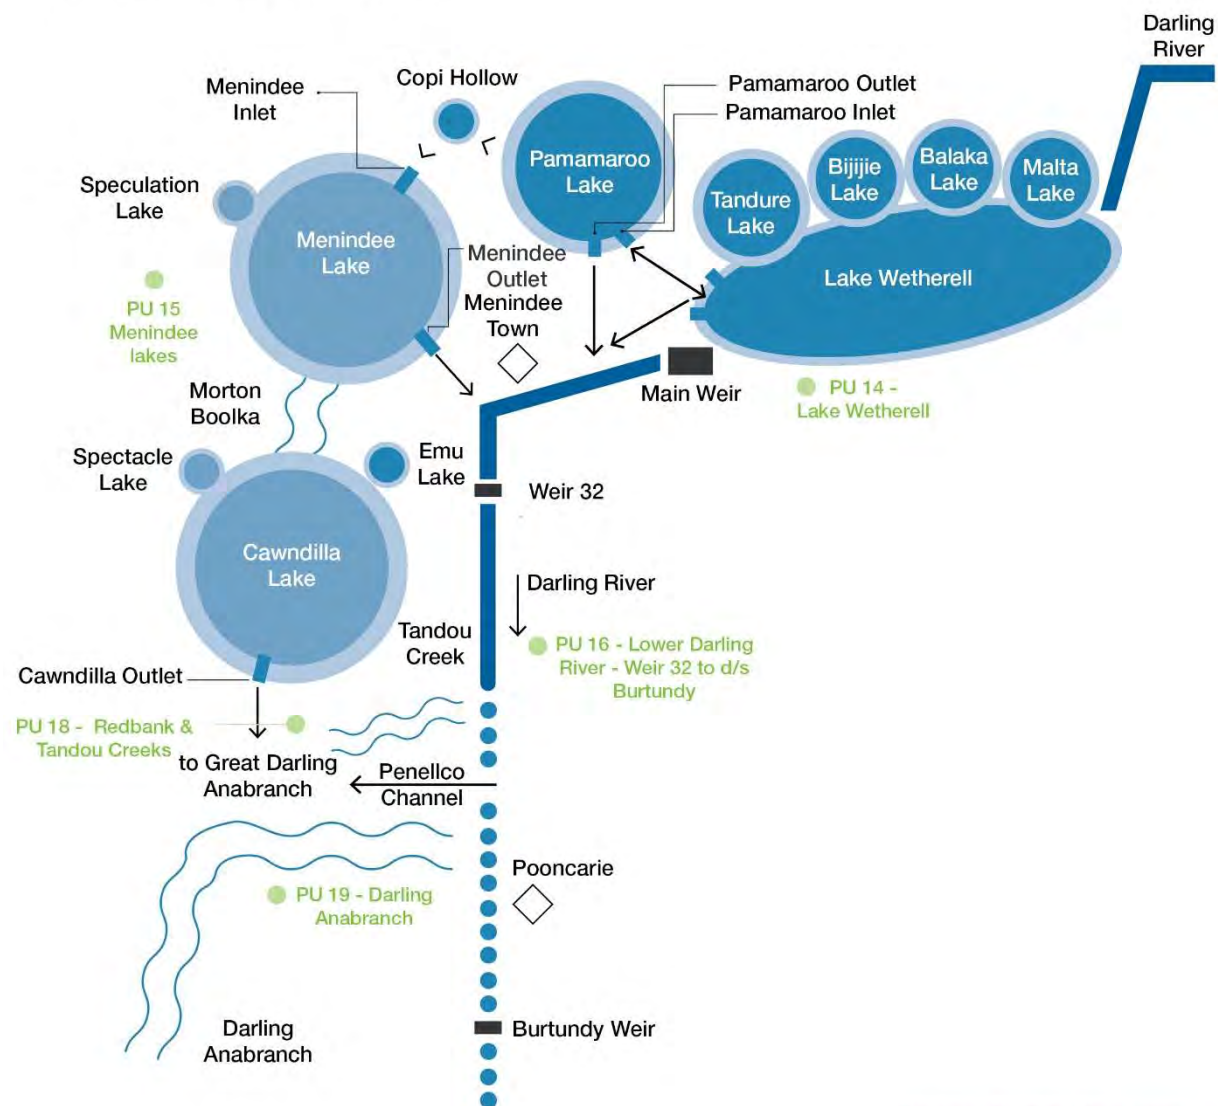 Darling
River
Copi Hollow
Menindee
Inlet
Pamamaroo Outlet
Pamamaroo Inlet
Pamamaroo
Lake
Bijijie
Lake
Balaka
Lake
Malta
Lake
Tandure
Lake
Speculation
Lake
Menindee
Lake
Menindee
Outlet
Menindee
Town
Lake Wetherell
PU 15
Menindee
lakes
Main Weir
PU 14 -
Lake Wetherell
Morton
Boolka
Spectacle
Lake
Emu
Lake
Weir 32
Cawndilla
Lake
Darling River
Tandou
Creek
PU 16 - Lower Darling
River - Weir 32 to d/s
Burtundy
Cawndilla Outlet
PU 18 - Redbank &
Tandou Creeks
to Great Darling
Anabranch
Penellco
Channel
Pooncarie
PU 19 - Darling
Anabranch
Darling
Anabranch
Burtundy Weir